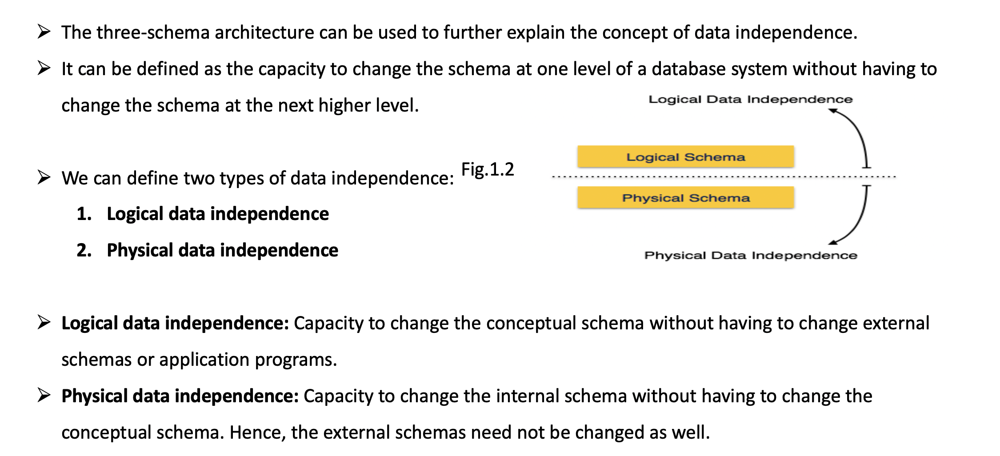 ➢ The three-schema architecture can be used to further explain the concept of data independence.
➢ It can be defined as the capacity to change the schema at one level of a database system without having to
change the schema at the next higher level.
Logical Data Independence
Logical Schema
Physical Schema
Physical Data Independence
➢ We can define two types of data independence: Fig.1.2
1. Logical data independence
2. Physical data independence
➢ Logical data independence: Capacity to change the conceptual schema without having to change external
schemas or application programs.
➢ Physical data independence: Capacity to change the internal schema without having to change the
conceptual schema. Hence, the external schemas need not be changed as well.